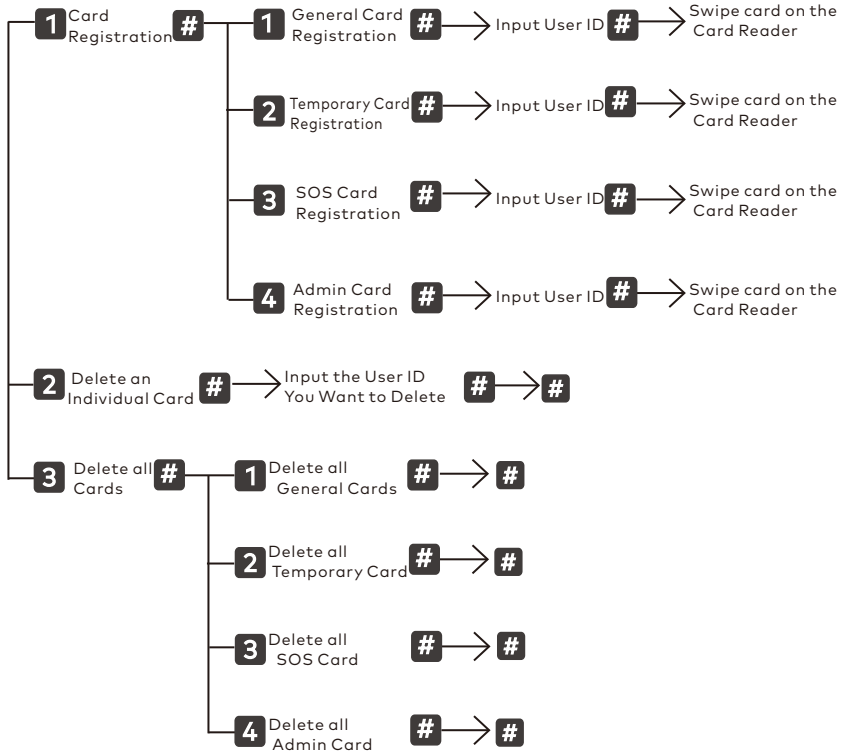 1 Card Registration # 1 General Card Registration # Input User ID # Swipe card on the Card Reader
2 Temporary Card Registration # Input User ID # Swipe card on the Card Reader
3 SOS Card Registration # Input User ID # Swipe card on the Card Reader
4 Admin Card Registration # Input User ID # Swipe card on the Card Reader
2 Delete an Individual Card # Input the User ID You Want to Delete # #
3 Delete all Cards # 1 Delete all General Cards # #
2 Delete all Temporary Card # #
3 Delete all SOS Card # #
4 Delete all Admin Card # #